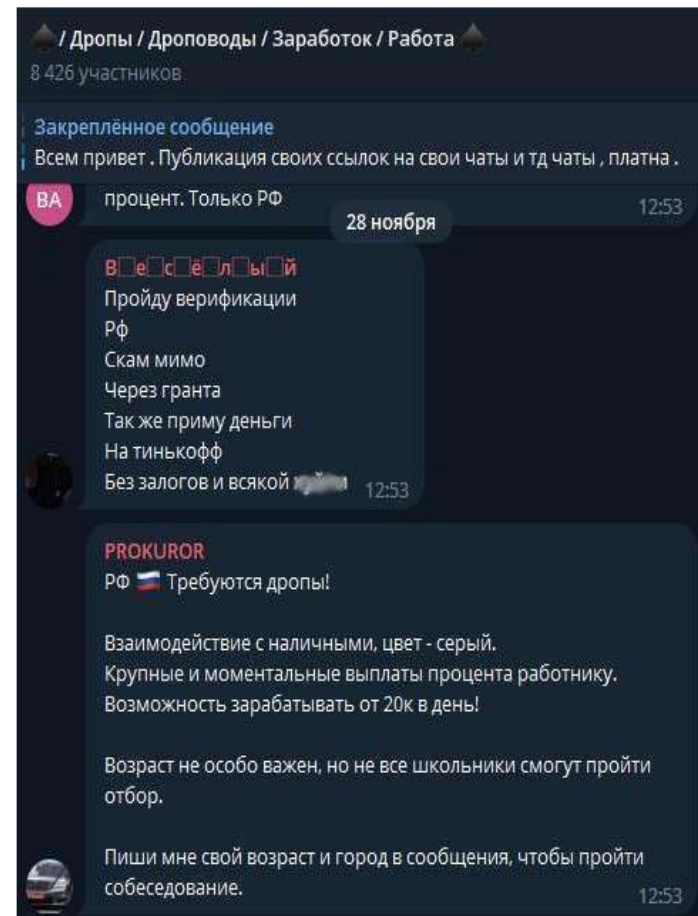 / Дропы / Дроповоды / Заработок / Работа
8 426 участников
Закреплённое сообщение
Всем привет . Публикация своих ссылок на свои чаты и тд чаты , платна .
ВА
процент. Только РФ
12:53
28 ноября
В□е□с□ё□л□ы□й
Пройду верификации
Рф
Скам мимо
Через гранта
Так же приму деньги
На тинькофф
Без залогов и всякой
12:53
PROKUROR
РФ 🇷🇺 Требуются дропы!
Взаимодействие с наличными, цвет - серый.
Крупные и моментальные выплаты процента работнику.
Возможность зарабатывать от 20к в день!
Возраст не особо важен, но не все школьники смогут пройти
отбор.
Пиши мне свой возраст и город в сообщения, чтобы пройти
собеседование.
12:53